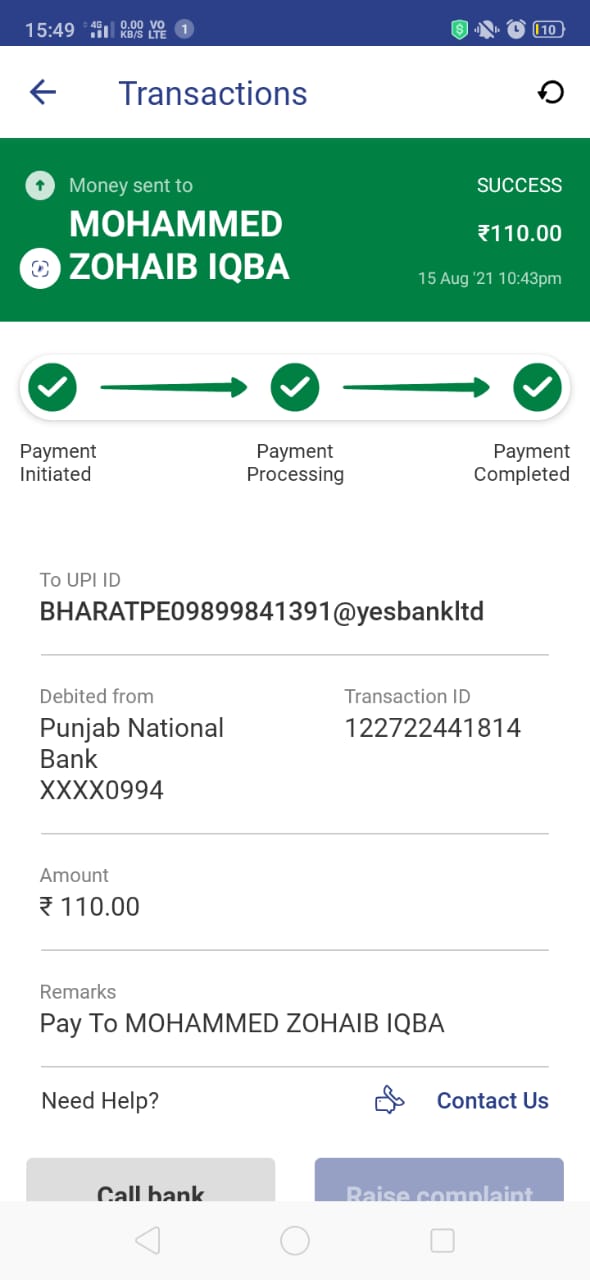 15:49 4G 0.00 KB/S VO LTE 1 10
Transactions
Money sent to
SUCCESS
MOHAMMED
ZOHAIB IQBA
₹110.00
15 Aug '21 10:43pm
Payment
Initiated
Payment
Processing
Payment
Completed
To UPI ID
BHARATPE09899841391@yesbankltd
Debited from
Punjab National
Bank
XXXX0994
Transaction ID
122722441814
Amount
₹ 110.00
Remarks
Pay To MOHAMMED ZOHAIB IQBA
Need Help?
Contact Us
Call bank
Raise complaint